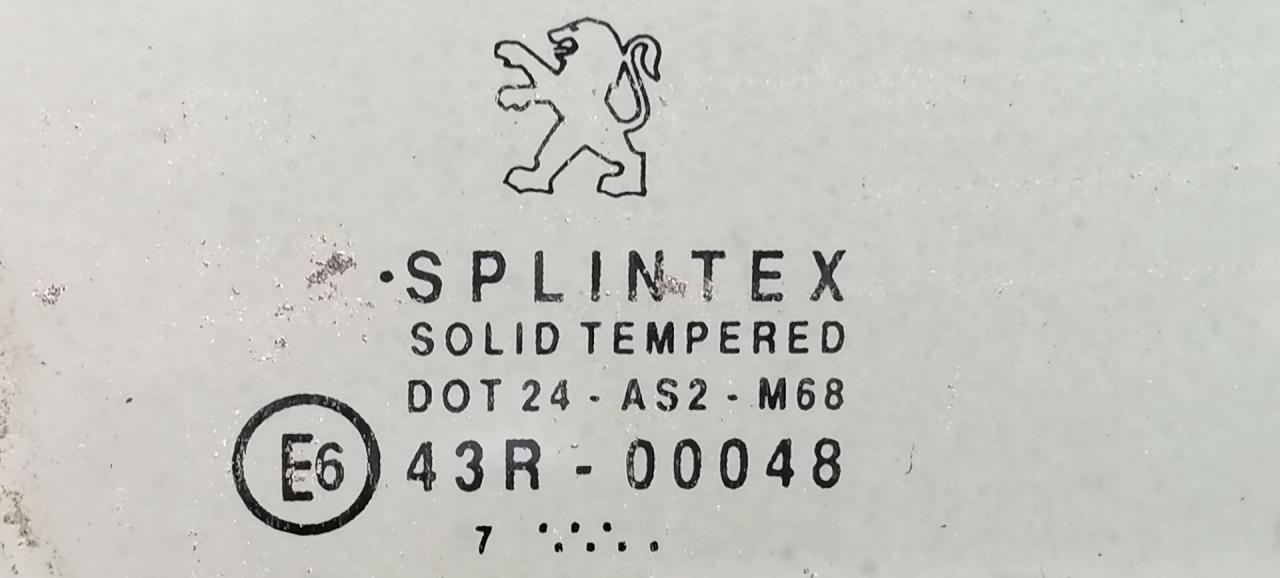 ·SPLINTEX
SOLID TEMPERED
DOT 24 - AS2 - M68
E6 43R - 00048
7